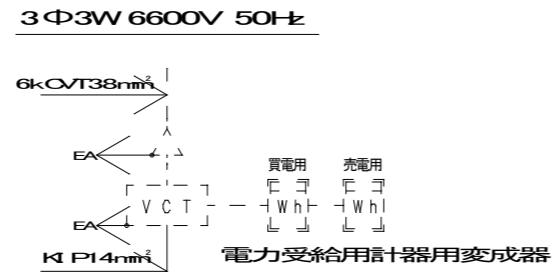 3Φ3W 6600V 50Hz
6kCVT38mm²
EA
買電用 売電用
VCT Wh Wh
EA
KIP14mm² 電力受給用計器用変成器